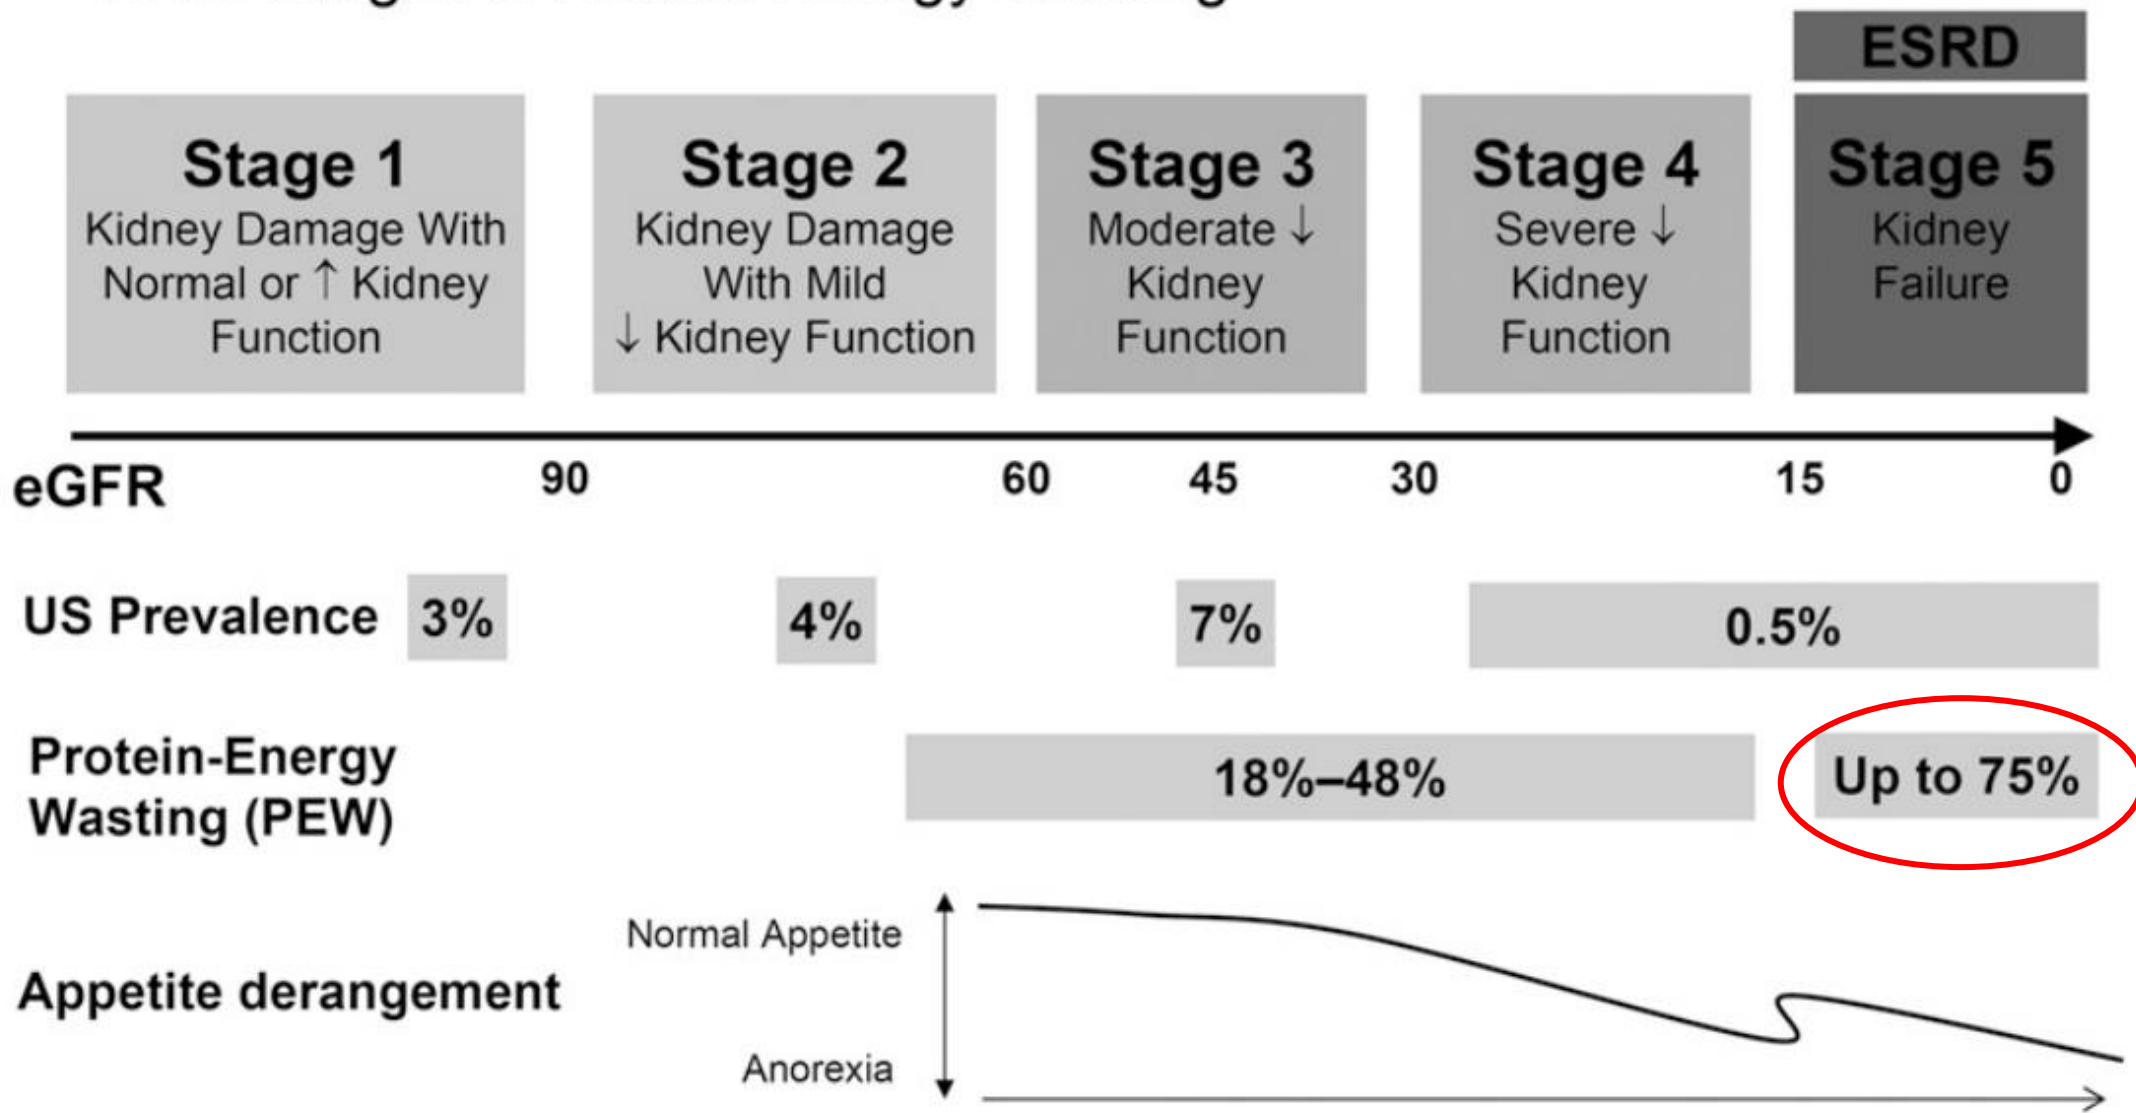 ESRD
Stage 1
Kidney Damage With
Normal or ↑ Kidney
Function
Stage 2
Kidney Damage
With Mild
↓ Kidney Function
Stage 3
Moderate ↓
Kidney
Function
Stage 4
Severe ↓
Kidney
Function
Stage 5
Kidney
Failure
eGFR 90 60 45 30 15 0
US Prevalence 3% 4% 7% 0.5%
Protein-Energy
Wasting (PEW)
18%–48% Up to 75%
Normal Appetite
Appetite derangement
Anorexia